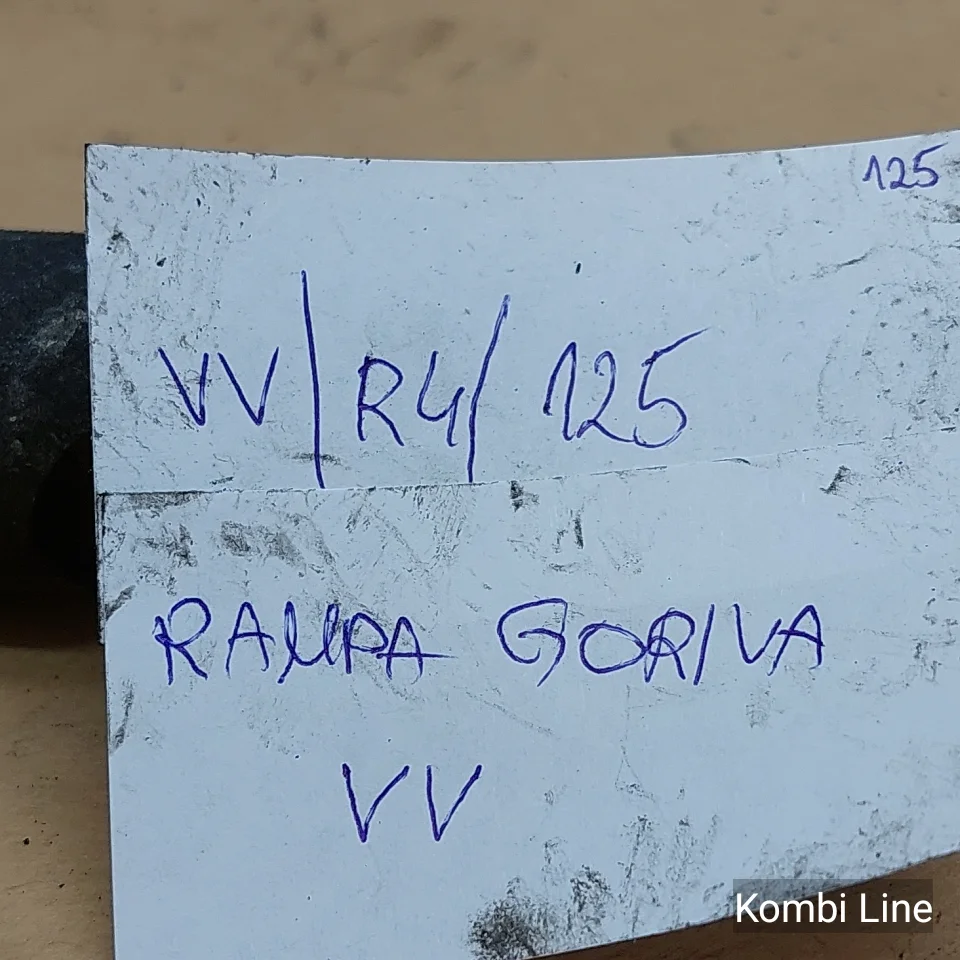 125
VV/R4/125
RAMPA GORIVA
VV
Kombi Line